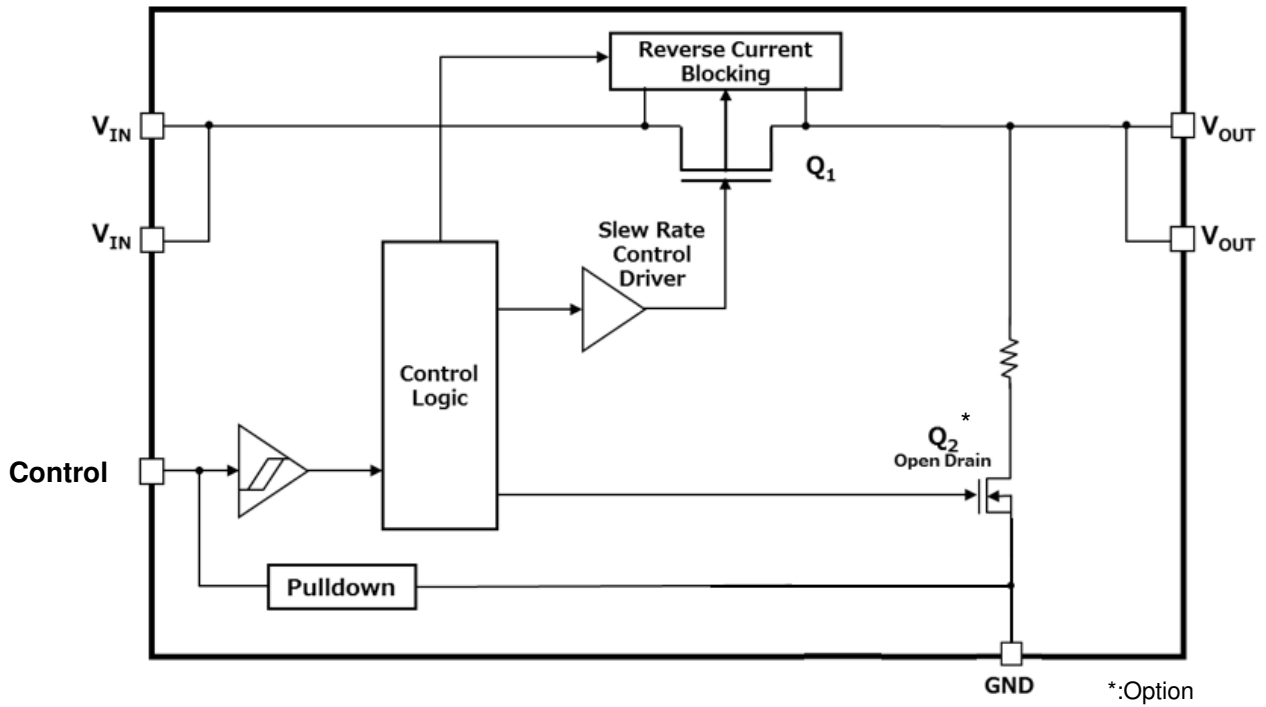 Reverse Current
Blocking
VIN
VOUT
Q1
VIN
VOUT
Slew Rate
Control
Driver
Control
Logic
Q2*
Open Drain
Control
Pulldown
GND
*:Option